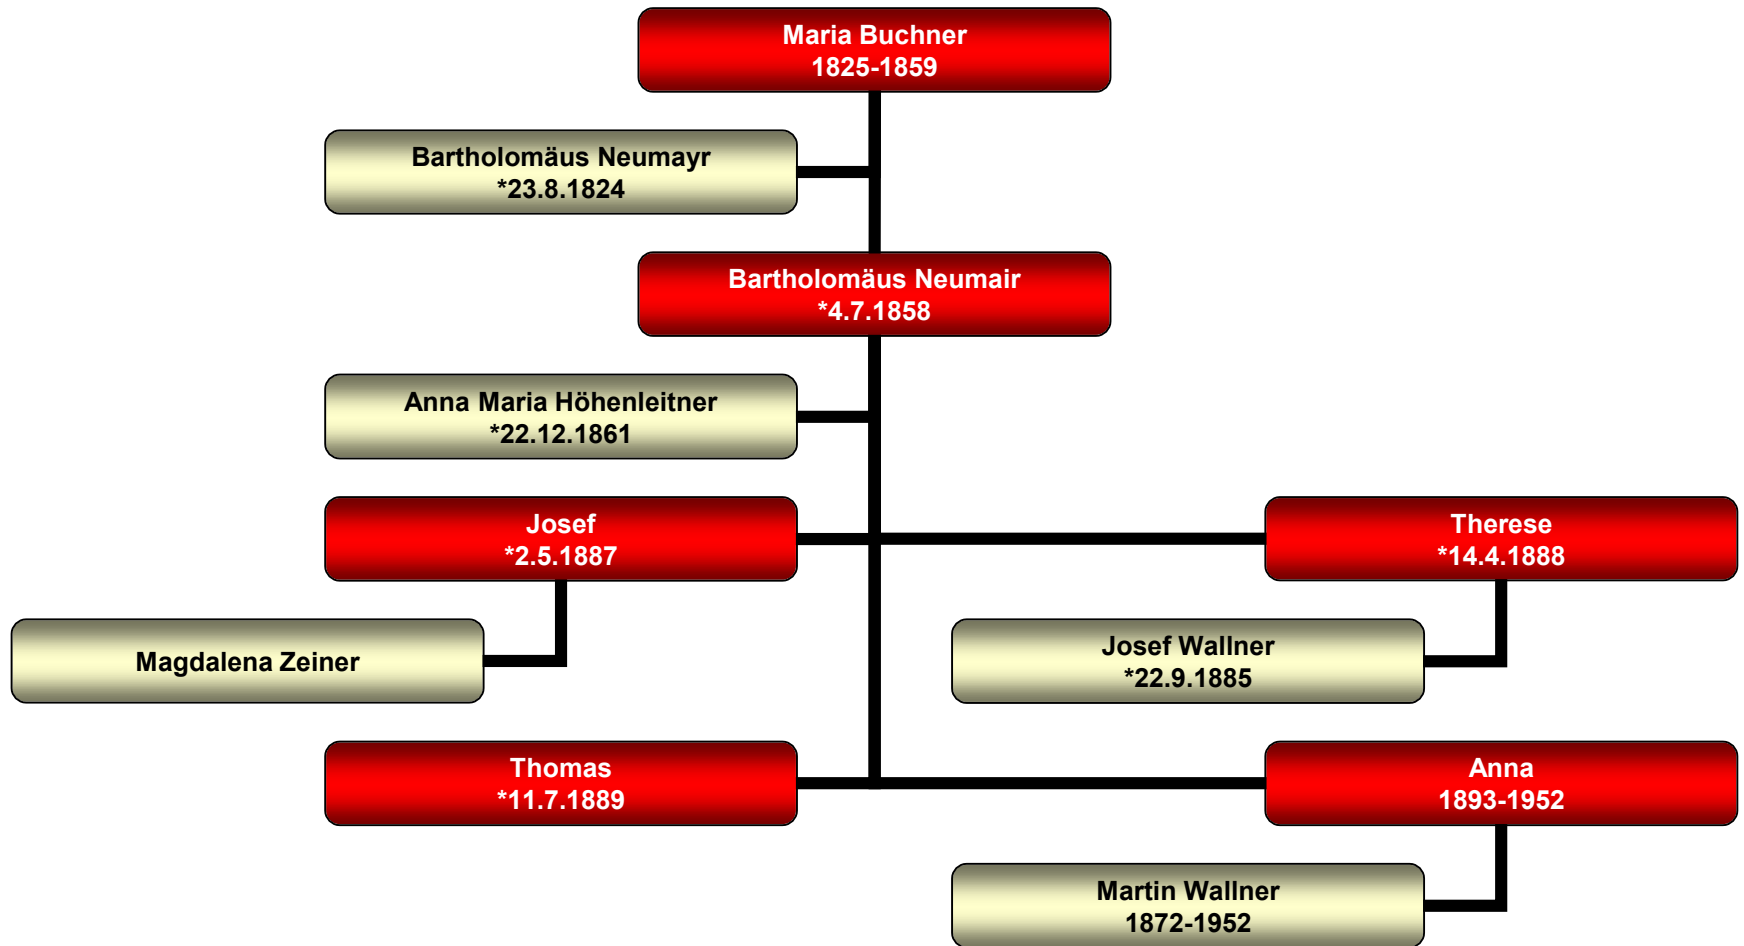 Maria Buchner
1825-1859
Bartholomäus Neumayr
*23.8.1824
Bartholomäus Neumair
*4.7.1858
Anna Maria Höhenleitner
*22.12.1861
Josef
*2.5.1887
Therese
*14.4.1888
Magdalena Zeiner
Josef Wallner
*22.9.1885
Thomas
*11.7.1889
Anna
1893-1952
Martin Wallner
1872-1952